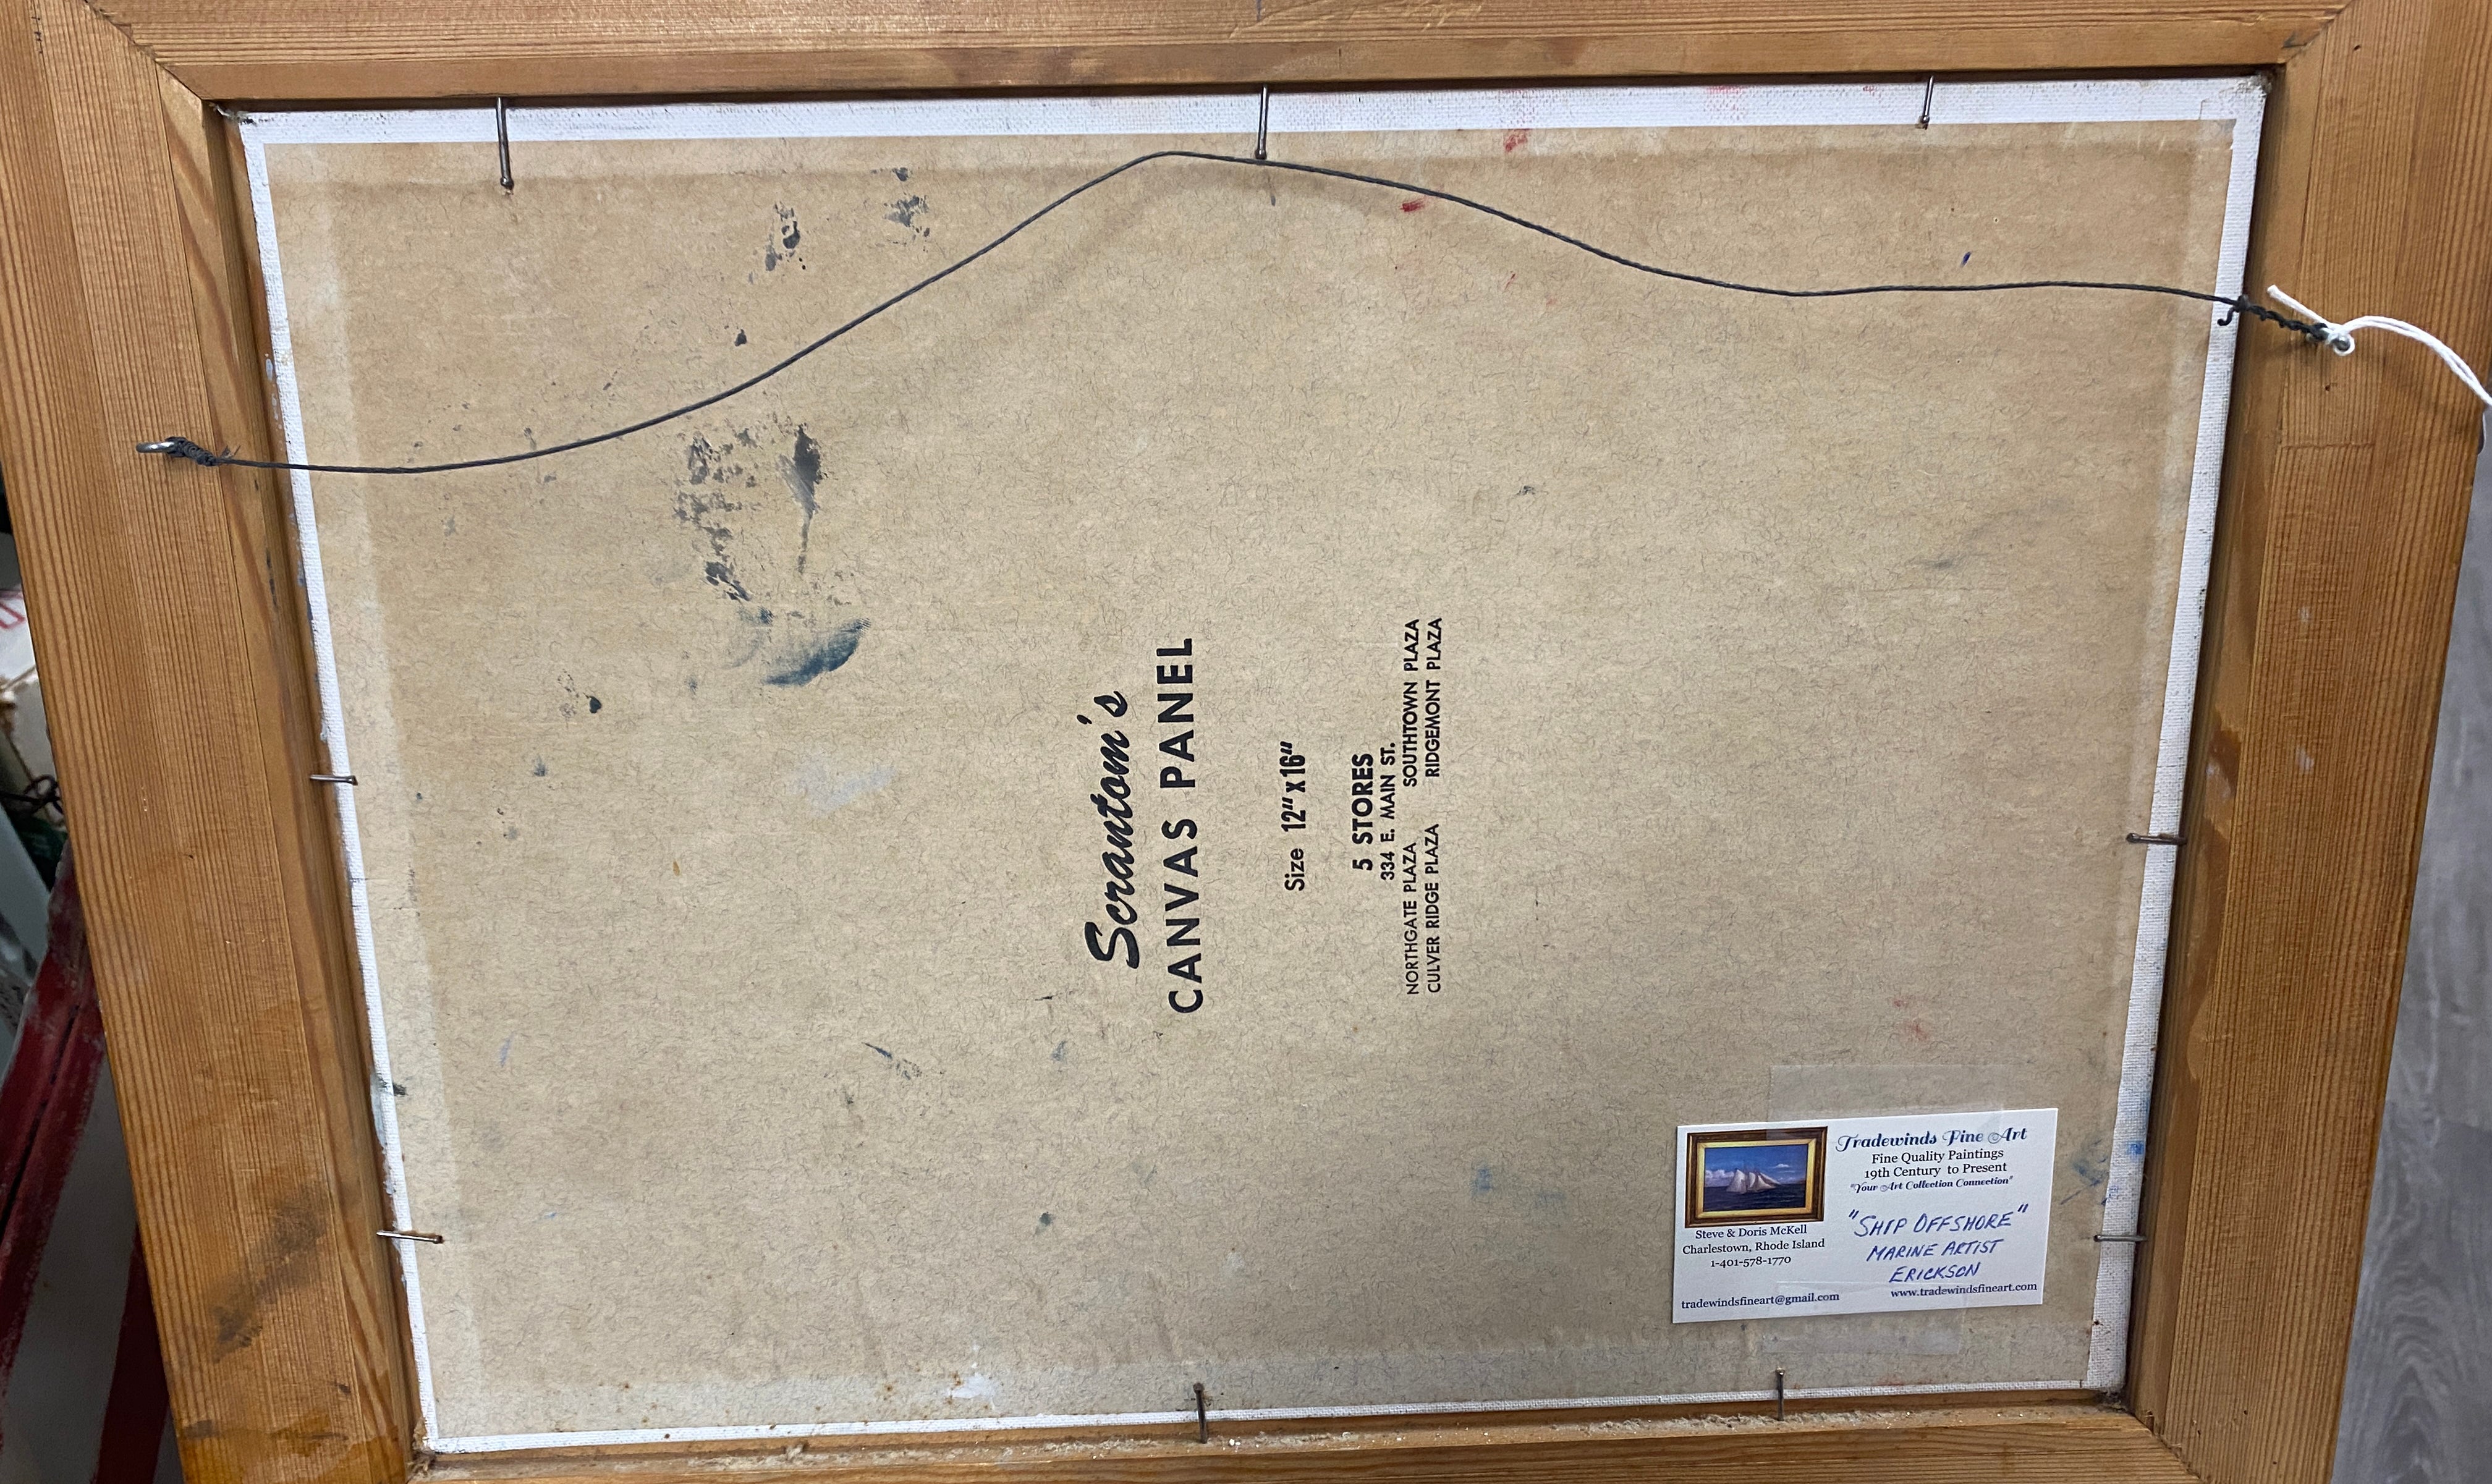 Scrantom's
CANVAS PANEL
Size 12" x 16"
5 STORES
334 E. MAIN ST.
NORTHGATE PLAZA SOUTHTOWN PLAZA
CULVER RIDGE PLAZA RIDGEMONT PLAZA
Tradewinds Fine Art
Fine Quality Paintings
19th Century to Present
"Your Art Collection Connection"
"SHIP OFFSHORE"
MARINE ARTIST
ERICKSON
Steve & Doris McKell
Charlestown, Rhode Island
1-401-578-1770
tradewindsfineart@gmail.com
www.tradewindsfineart.com